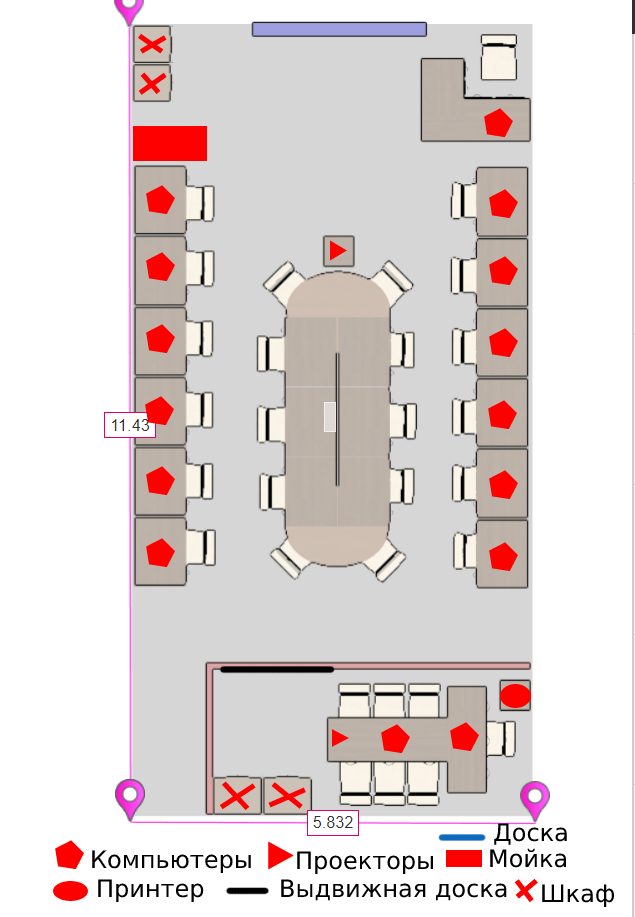 11.43
5.832
Доска
Компьютеры Проекторы Мойка
Принтер Выдвижная доска Шкаф